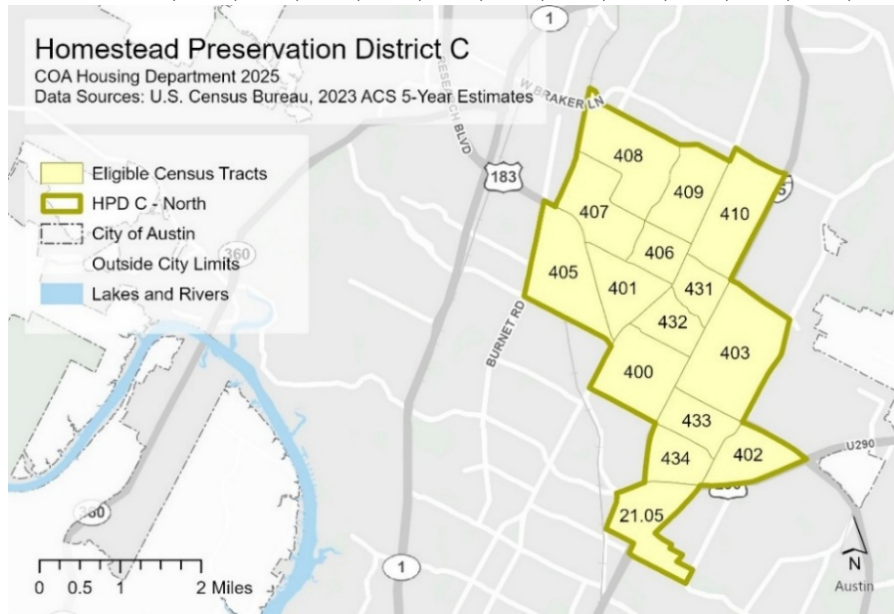 Homestead Preservation District C
COA Housing Department 2025
Data Sources: U.S. Census Bureau, 2023 ACS 5-Year Estimates
Eligible Census Tracts
HPD C - North
City of Austin
Outside City Limits
Lakes and Rivers
1
RESEARCH BLVD
W BRAKER LN
183
360
408
409
410
407
406
405
401
431
432
403
400
BURNET RD
433
434
402
U290
21.05
360
1
0 0.5 1 2 Miles
N
Austin